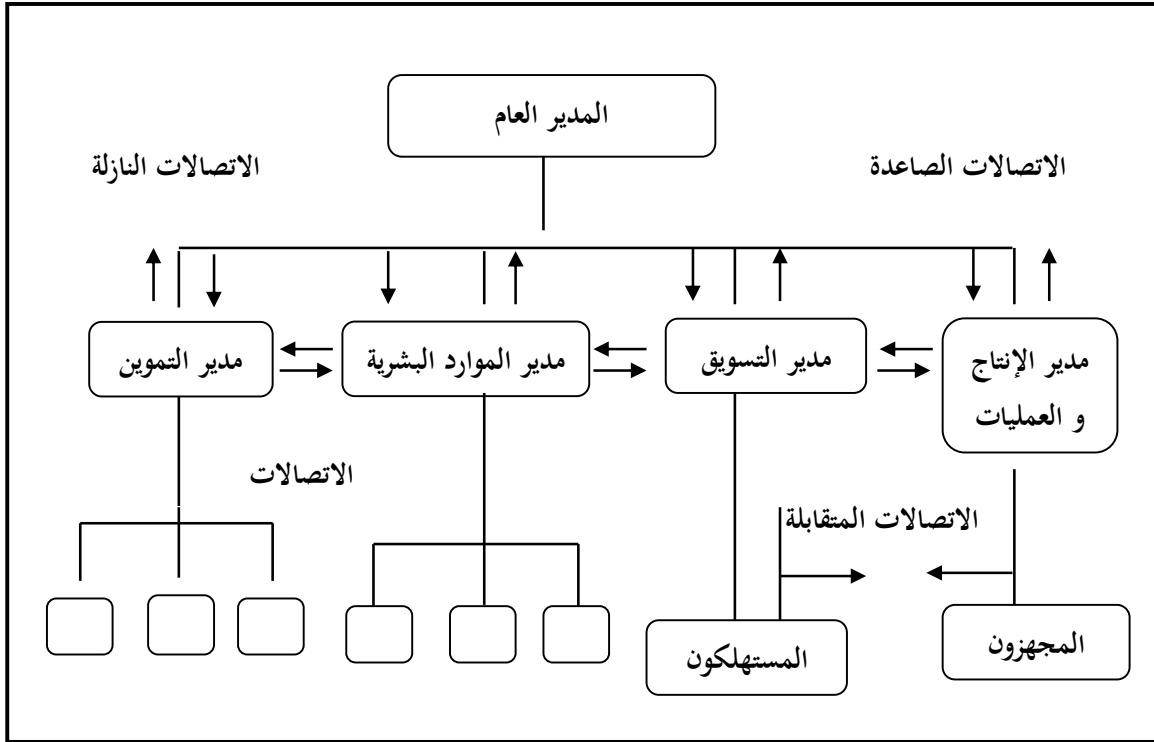 المدير العام
الاتصالات الصاعدة
الاتصالات النازلة
مدير الإنتاج
و العمليات
مدير التسويق
مدير الموارد البشرية
مدير التموين
الاتصالات
الاتصالات المتقابلة
المجهزون
المستهلكون